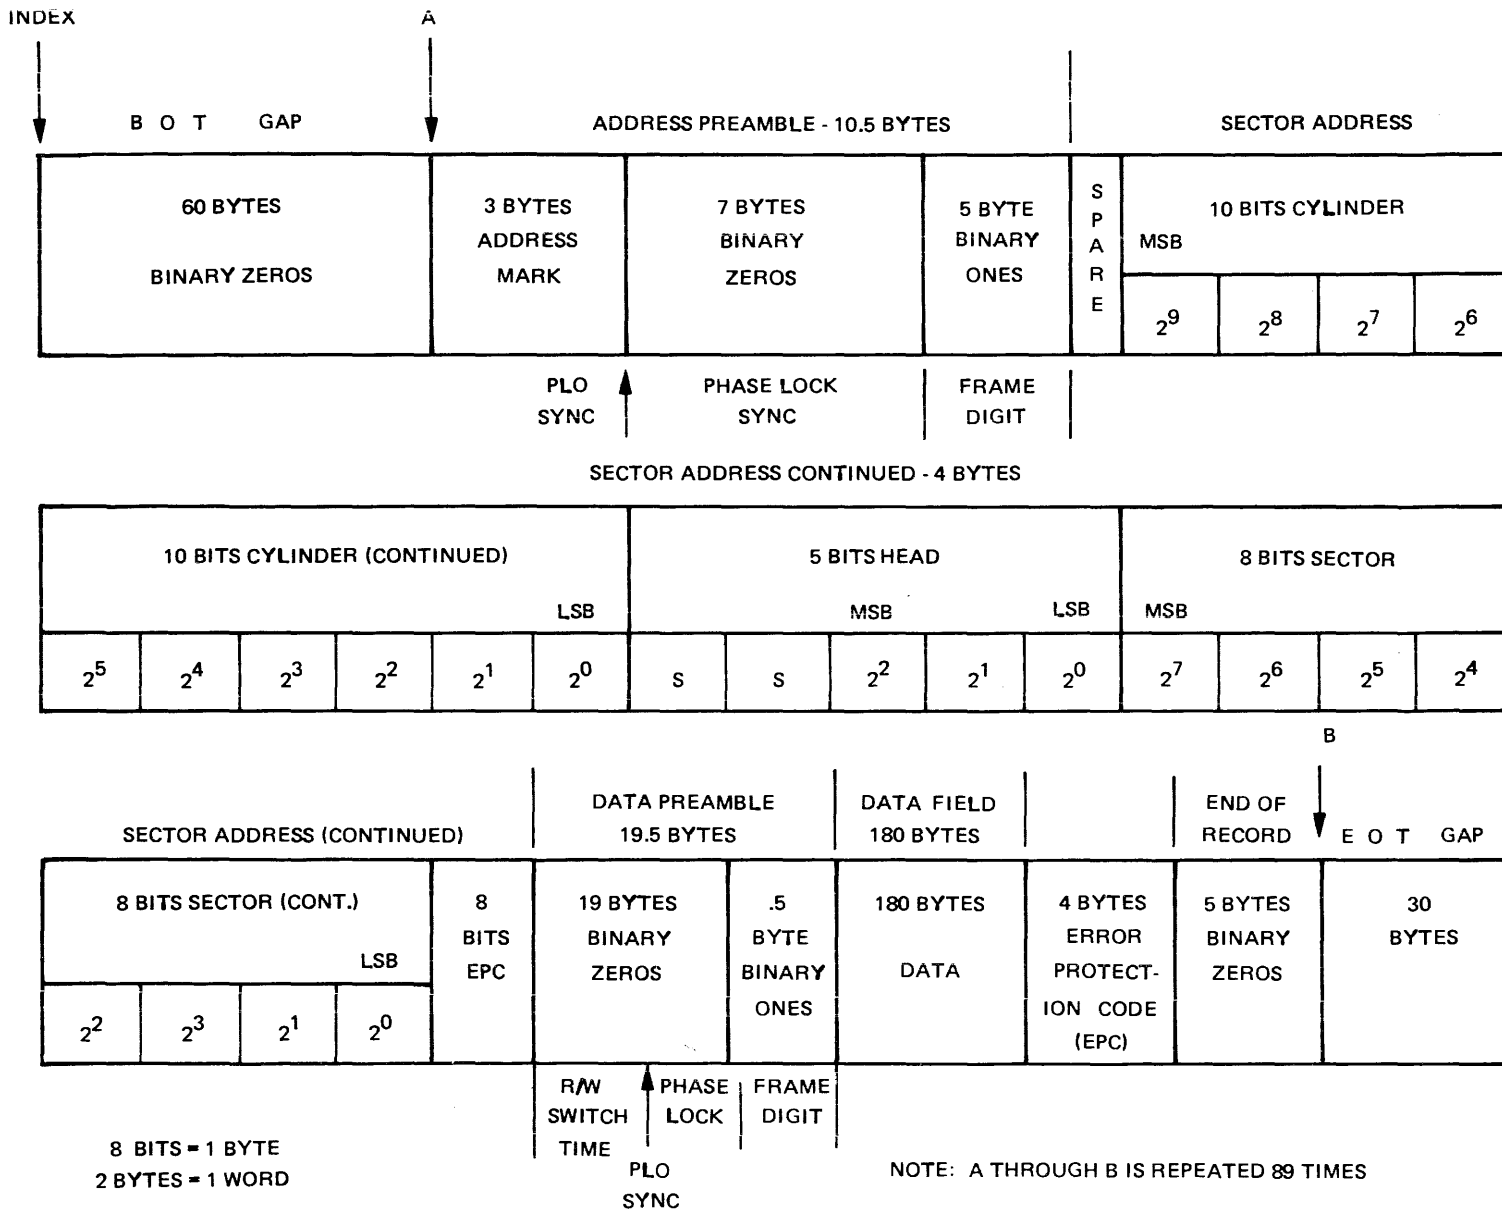 INDEX
A
B O T GAP
ADDRESS PREAMBLE - 10.5 BYTES
SECTOR ADDRESS
60 BYTES
BINARY ZEROS
3 BYTES
ADDRESS
MARK
7 BYTES
BINARY
ZEROS
5 BYTE
BINARY
ONES
SPARE
10 BITS CYLINDER
MSB
2^9
2^8
2^7
2^6
PLO
SYNC
PHASE LOCK
SYNC
FRAME
DIGIT
SECTOR ADDRESS CONTINUED - 4 BYTES
10 BITS CYLINDER (CONTINUED)
LSB
5 BITS HEAD
MSB
LSB
8 BITS SECTOR
MSB
2^5
2^4
2^3
2^2
2^1
2^0
S
S
2^2
2^1
2^0
2^7
2^6
2^5
2^4
B
SECTOR ADDRESS (CONTINUED)
DATA PREAMBLE
19.5 BYTES
DATA FIELD
180 BYTES
END OF
RECORD
E O T GAP
8 BITS SECTOR (CONT.)
LSB
2^2
2^3
2^1
2^0
8
BITS
EPC
19 BYTES
BINARY
ZEROS
.5
BYTE
BINARY
ONES
180 BYTES
DATA
4 BYTES
ERROR
PROTECT-
ION CODE
(EPC)
5 BYTES
BINARY
ZEROS
30
BYTES
R/W
SWITCH
TIME
PHASE
LOCK
FRAME
DIGIT
PLO
SYNC
8 BITS = 1 BYTE
2 BYTES = 1 WORD
NOTE: A THROUGH B IS REPEATED 89 TIMES